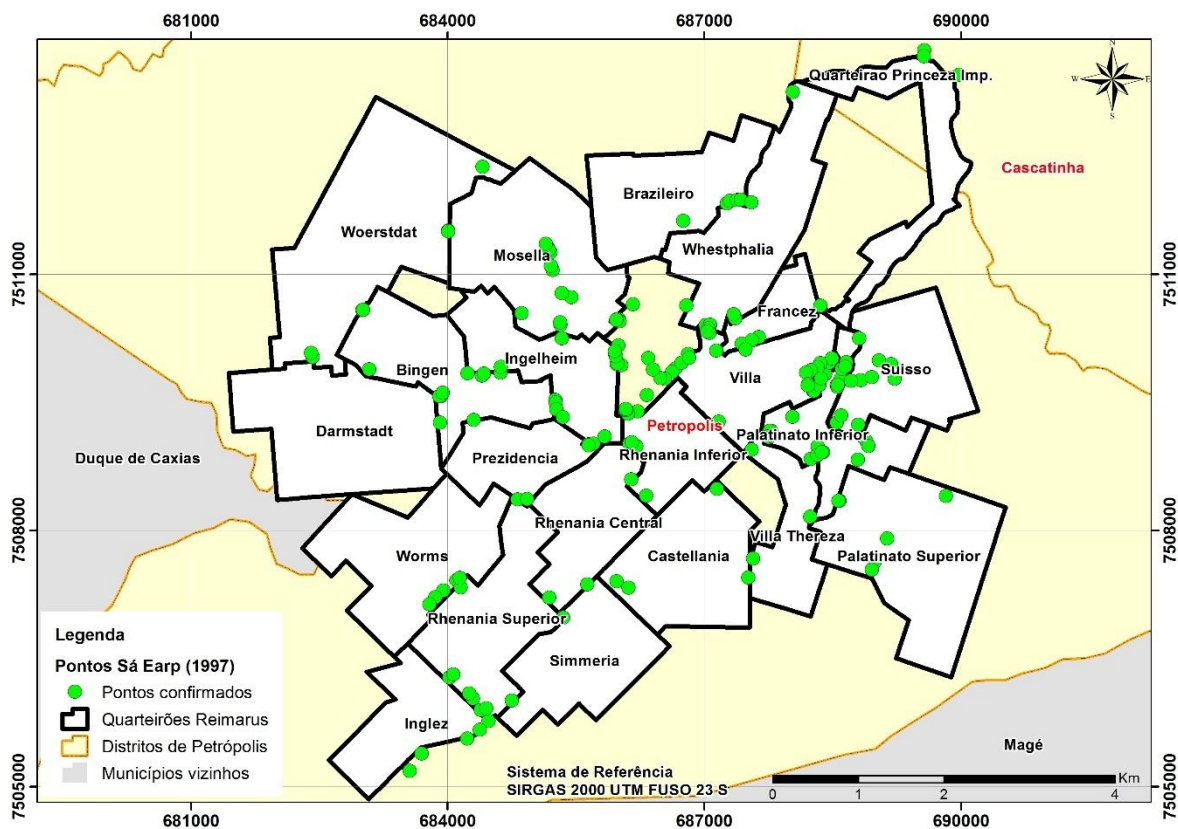 681000 684000 687000 690000
Quarteirao Princeza Imp.
N
W E
S
Cascatinha
Brazileiro
Woerstdat
Mosella
Whestphalia
7511000 7511000
Francez
Ingelheim
Bingen
Villa
Suisso
Petropolis
Darmstadt
Palatinato Inferior
Duque de Caxias
Prezidencia
Rhenania Inferior
Rhenania Central
7508000 7508000
Villa Thereza
Worms
Castellania
Palatinato Superior
Rhenania Superior
Simmeria
Inglez
Magé
Legenda
Pontos Sá Earp (1997)
Pontos confirmados
Quarteirões Reimarus
Distritos de Petrópolis
Municípios vizinhos
Sistema de Referência
SIRGAS 2000 UTM FUSO 23 S
Km
0 1 2 4
7505000 7505000
681000 684000 687000 690000